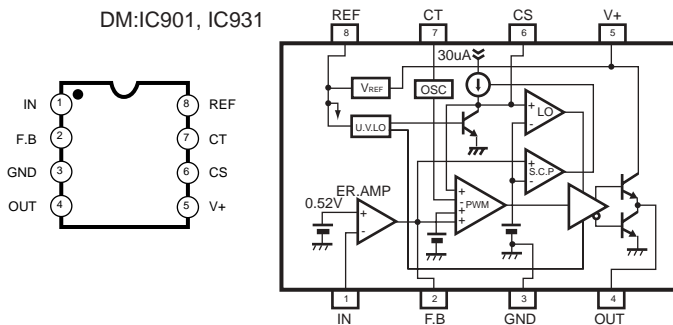 DM:IC901, IC931
IN 1 8 REF
F.B 2 7 CT
GND 3 6 CS
OUT 4 5 V+
REF CT CS V+
8 7 6 5
30uA
VREF
OSC
+
-
LO
U.V.LO
+
-
S.C.P
ER.AMP
0.52V
+
-
+
-
+
+
PWM
1 2 3 4
IN F.B GND OUT